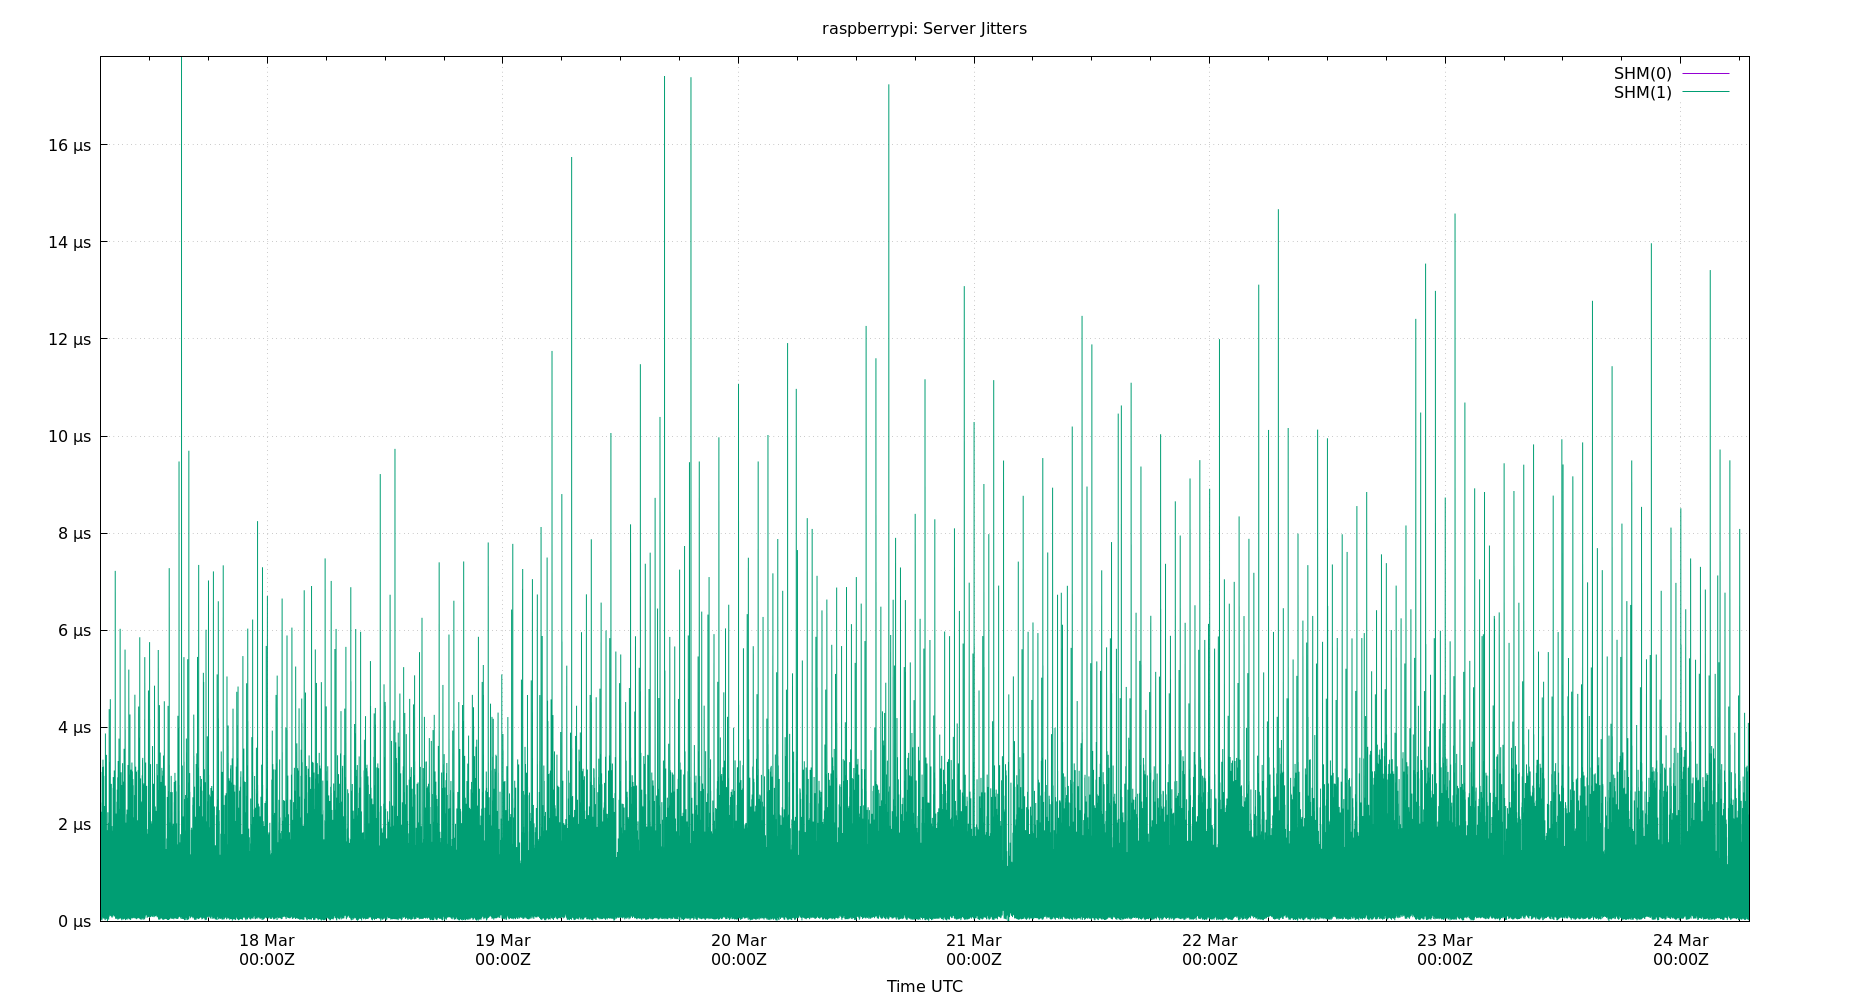 raspberrypi: Server Jitters
SHM(0)
SHM(1)
16 µs
14 µs
12 µs
10 µs
8 µs
6 µs
4 µs
2 µs
0 µs
18 Mar 19 Mar 20 Mar 21 Mar 22 Mar 23 Mar 24 Mar
00:00Z 00:00Z 00:00Z 00:00Z 00:00Z 00:00Z 00:00Z
Time UTC